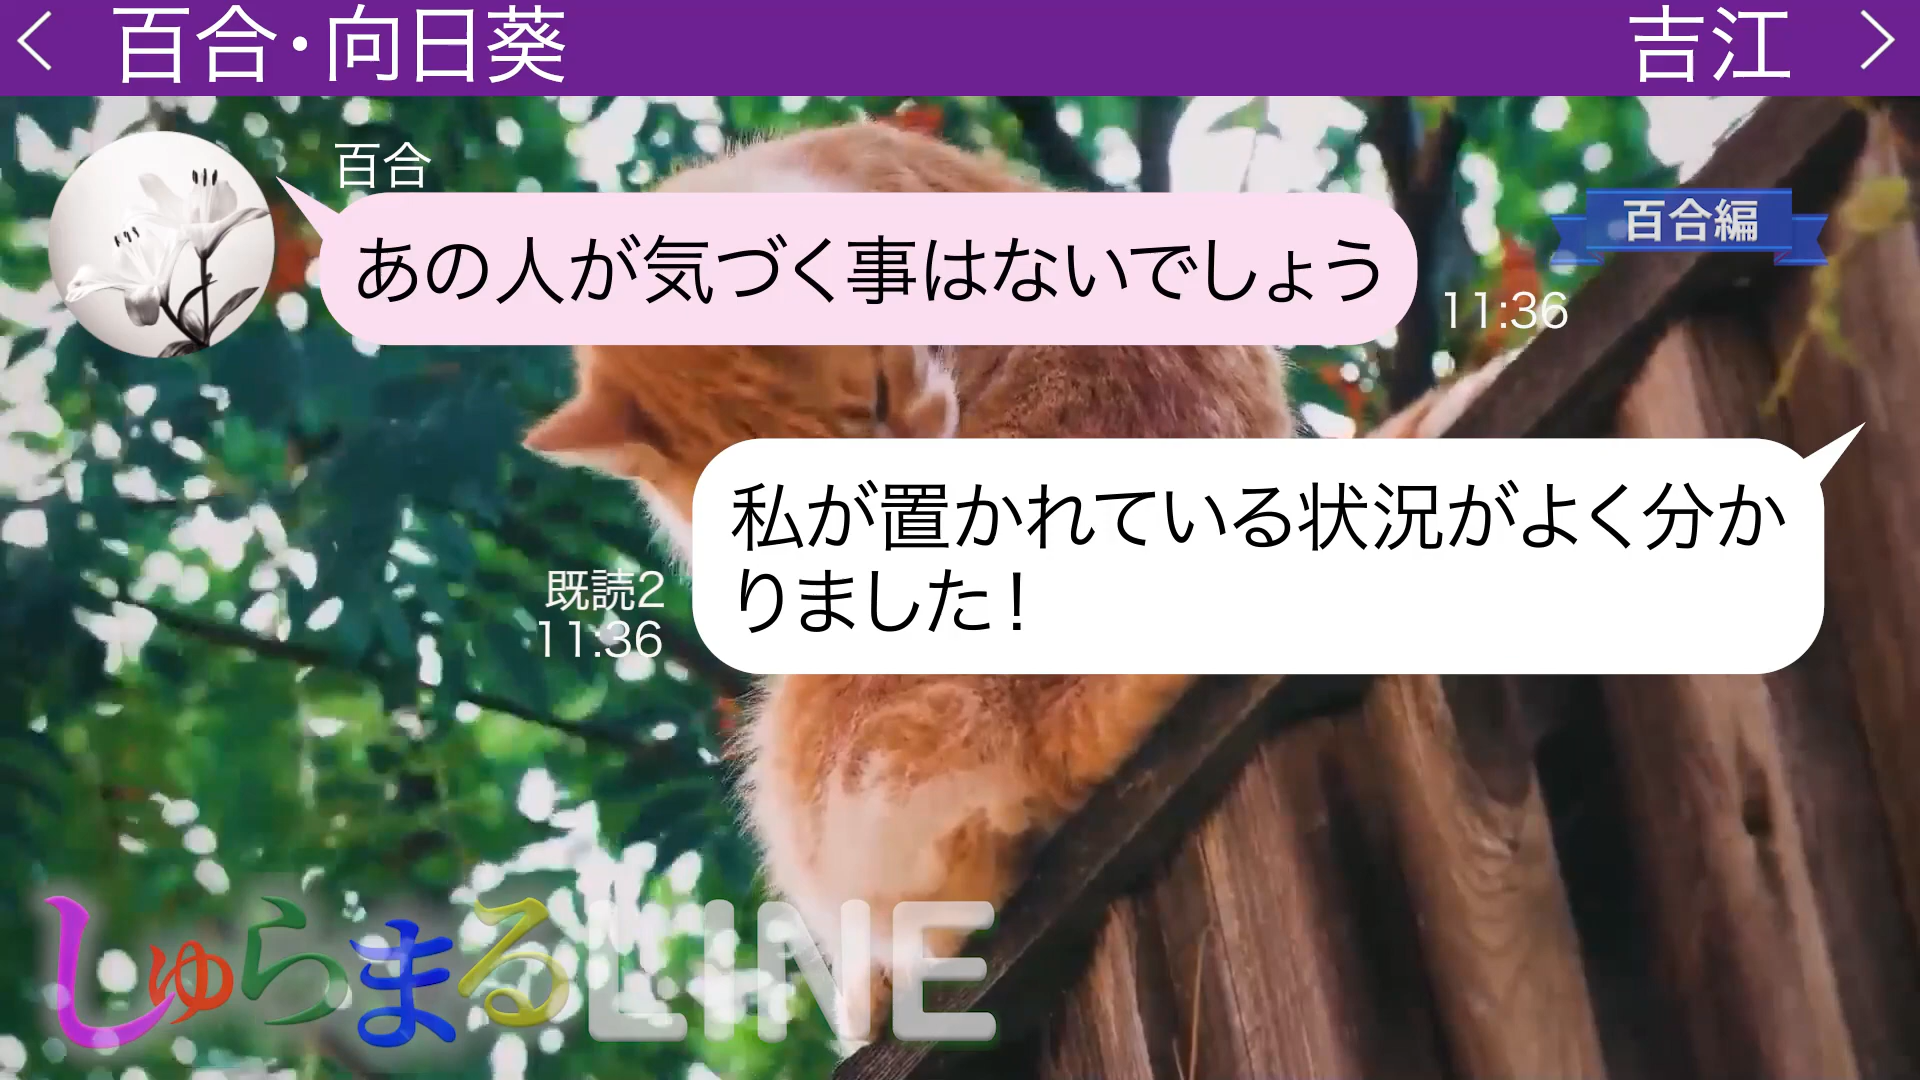 百合・向日葵
吉江
百合
あの人が気づく事はないでしょう
11:36
百合編
私が置かれている状況がよく分か
りました！
既読2
11:36
しゅらまるLINE